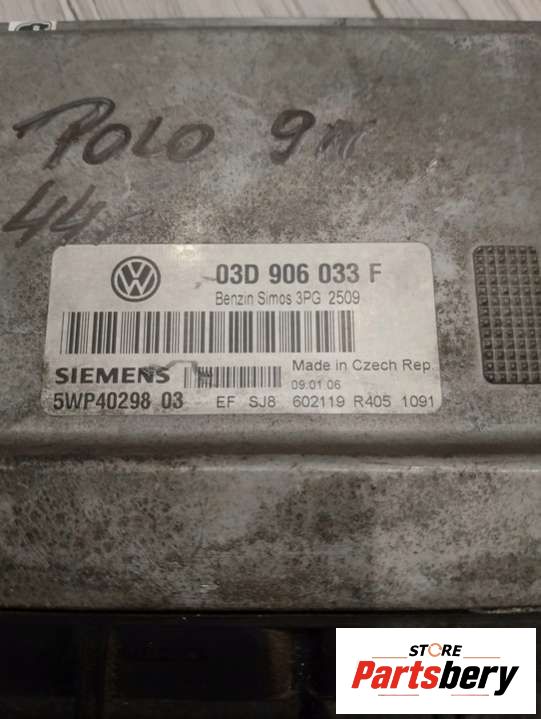 POLO 9N
44
03D 906 033 F
Benzin Simos 3PG 2509
SIEMENS
Made in Czech Rep
09.01.06
5WP40298 03 EF SJ8 602119 R405 1091
STORE
Partsbery